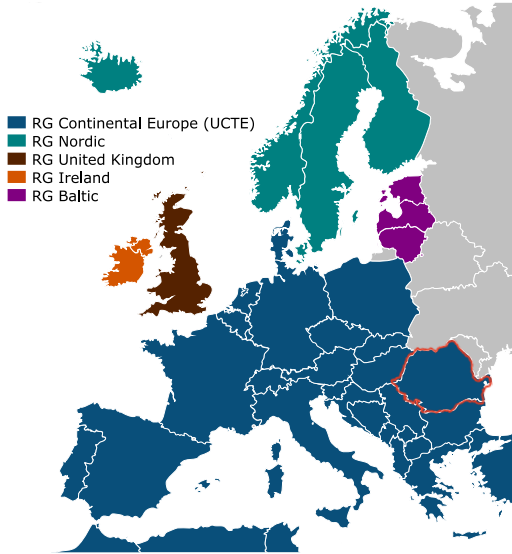 RG Continental Europe (UCTE)
RG Nordic
RG United Kingdom
RG Ireland
RG Baltic